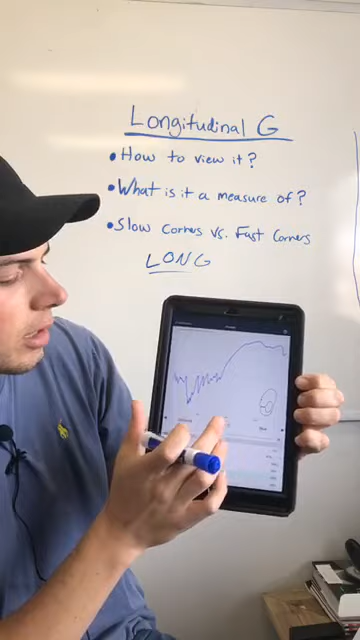 Longitudinal G
• How to view it?
• What is it a measure of?
• Slow Corners vs. Fast Corners
LONG